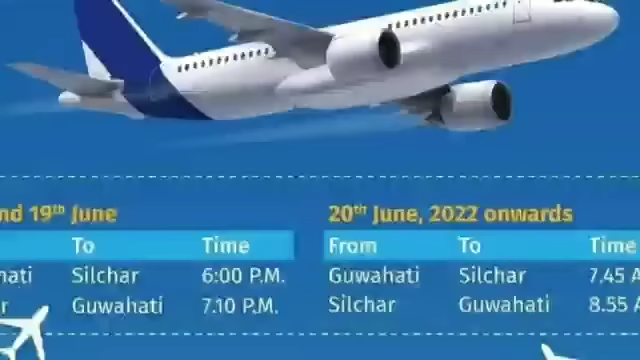 19th June
To Time
Silchar 6:00 P.M.
Guwahati 7.10 P.M.
20th June, 2022 onwards
From To Time
Guwahati Silchar 7.45
Silchar Guwahati 8.55